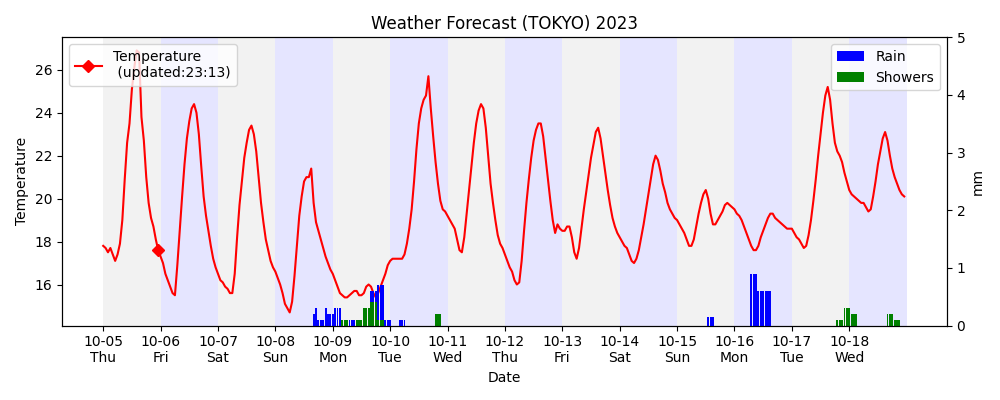 Weather Forecast (TOKYO) 2023
Temperature
(updated:23:13)
Rain
Showers
26
24
22
20
18
16
Temperature
5
4
3
2
1
0
mm
10-05 10-06 10-07 10-08 10-09 10-10 10-11 10-12 10-13 10-14 10-15 10-16 10-17 10-18
Thu Fri Sat Sun Mon Tue Wed Thu Fri Sat Sun Mon Tue Wed
Date